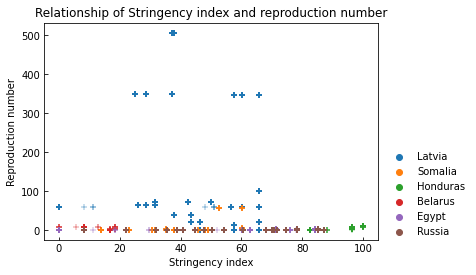 Relationship of Stringency index and reproduction number
500
400
300
200
100
0
Reproduction number
0 20 40 60 80 100
Stringency index
Latvia
Somalia
Honduras
Belarus
Egypt
Russia